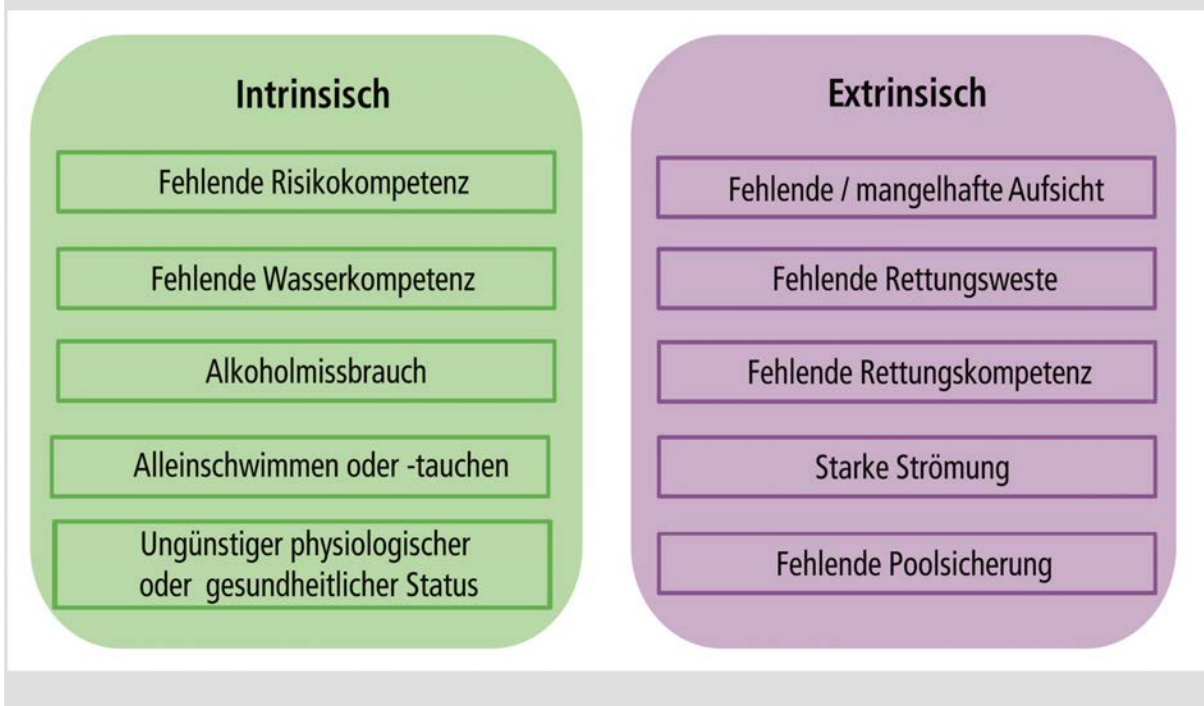 Intrinsisch
Fehlende Risikokompetenz
Fehlende Wasserkompetenz
Alkoholmissbrauch
Alleinschwimmen oder -tauchen
Ungünstiger physiologischer
oder gesundheitlicher Status
Extrinsisch
Fehlende / mangelhafte Aufsicht
Fehlende Rettungsweste
Fehlende Rettungskompetenz
Starke Strömung
Fehlende Poolsicherung